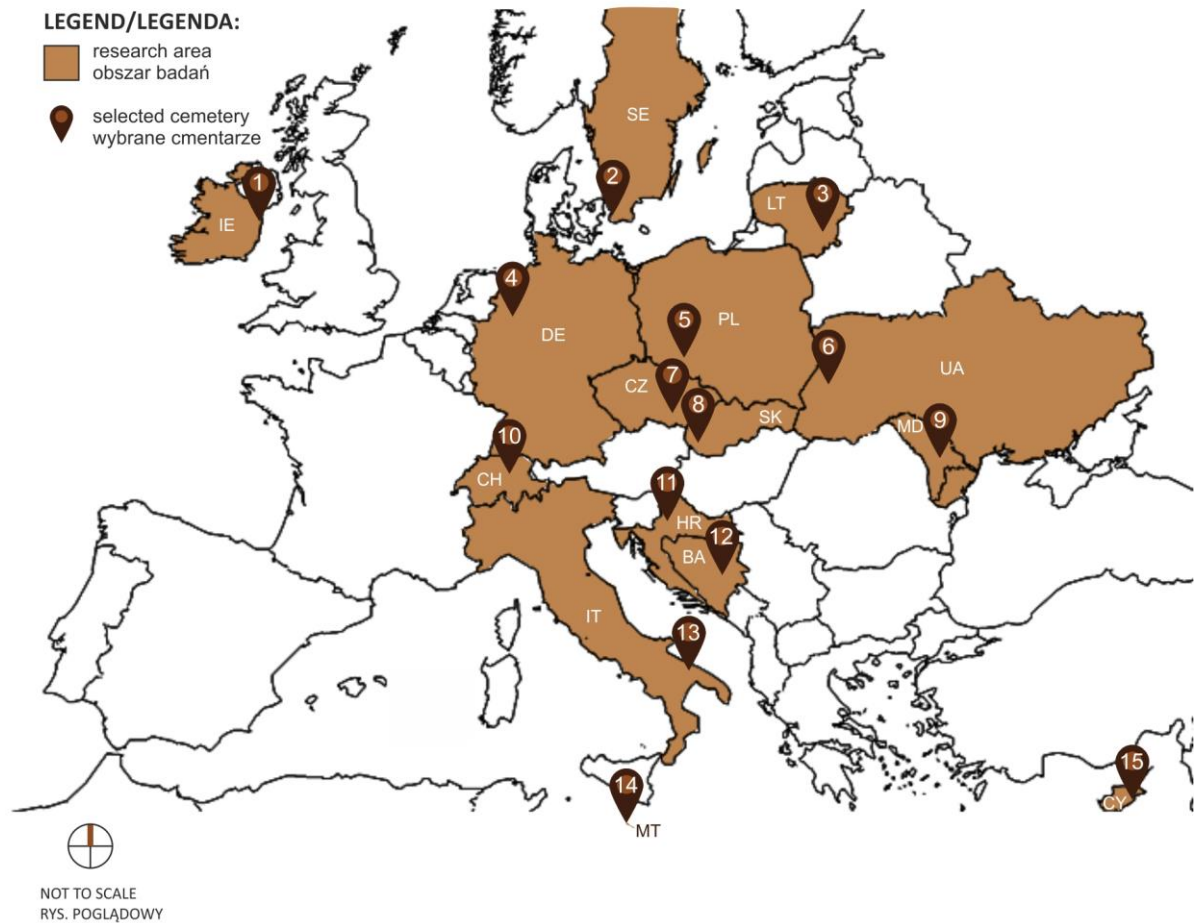 LEGEND/LEGENDA:
research area
obszar badań
selected cemetery
wybrane cmentarze
SE
1
2
3
LT
IE
4
5
PL
DE
6
7
UA
CZ
8
SK
MD
9
10
CH
11
HR
12
BA
IT
13
14
15
CY
MT
NOT TO SCALE
RYS. POGLĄDOWY